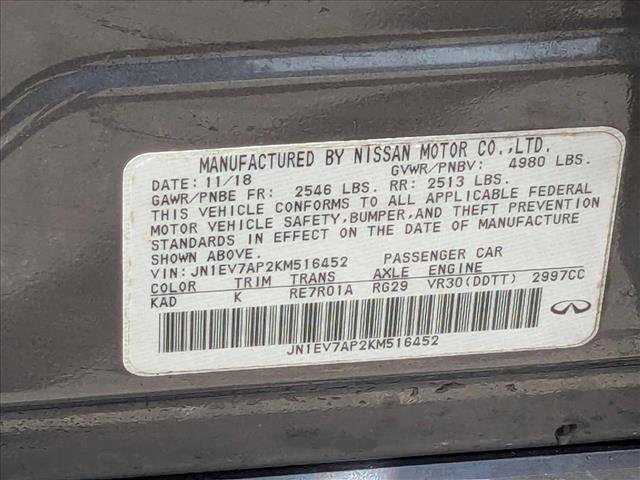 MANUFACTURED BY NISSAN MOTOR CO.,LTD.
DATE: 11/18 GVWR/PNBV: 4980 LBS.
GAWR/PNBE FR: 2546 LBS. RR: 2513 LBS.
THIS VEHICLE CONFORMS TO ALL APPLICABLE FEDERAL
MOTOR VEHICLE SAFETY,BUMPER,AND THEFT PREVENTION
STANDARDS IN EFFECT ON THE DATE OF MANUFACTURE
SHOWN ABOVE.
VIN: JN1EV7AP2KM516452 PASSENGER CAR
COLOR TRIM TRANS AXLE ENGINE
KAD K RE7R01A RG29 VR30(DDTT) 2997CC
JN1EV7AP2KM516452